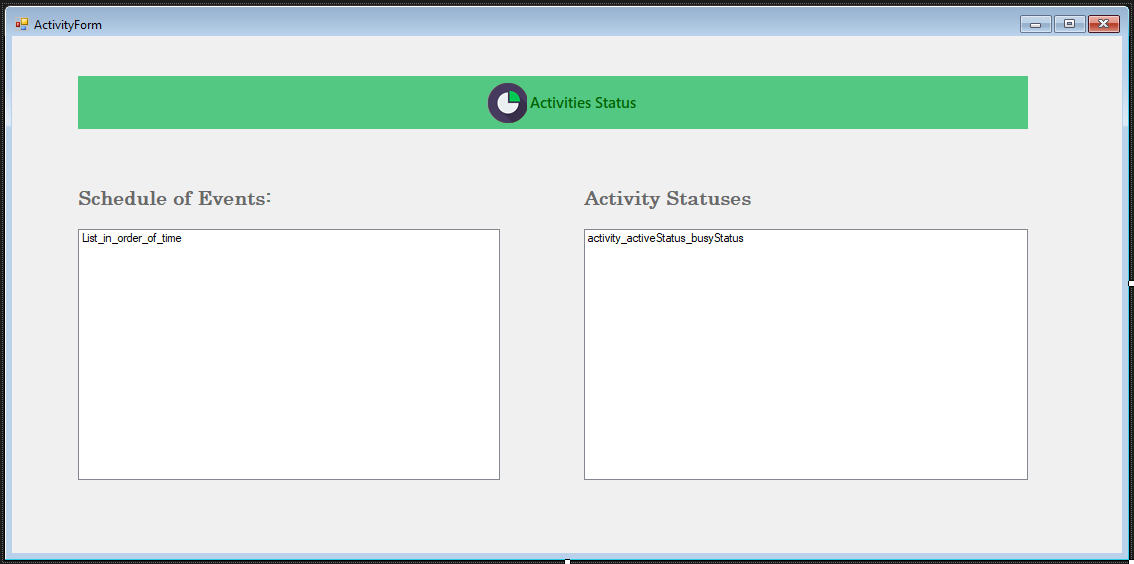 ActivityForm
Activities Status
Schedule of Events:
Activity Statuses
List_in_order_of_time
activity_activeStatus_busyStatus